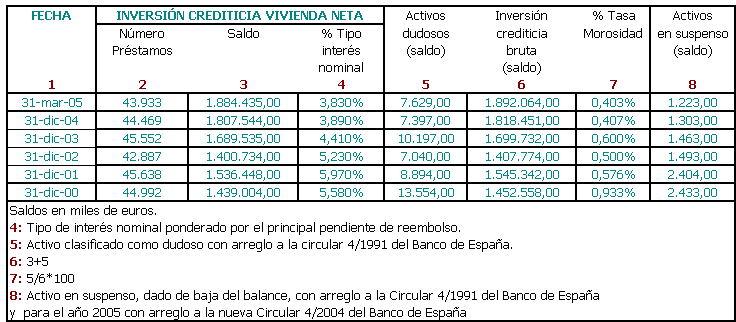 FECHA INVERSIÓN CREDITICIA VIVIENDA NETA Activos dudosos (saldo) Inversión crediticia bruta (saldo) % Tasa Morosidad Activos en suspenso (saldo)
Número Préstamos Saldo % Tipo interés nominal
1 2 3 4 5 6 7 8
31-mar-05 43.933 1.884.435,00 3,830% 7.629,00 1.892.064,00 0,403% 1.223,00
31-dic-04 44.469 1.807.544,00 3,890% 7.397,00 1.818.451,00 0,407% 1.303,00
31-dic-03 45.552 1.689.535,00 4,410% 10.197,00 1.699.732,00 0,600% 1.463,00
31-dic-02 42.887 1.400.734,00 5,230% 7.040,00 1.407.774,00 0,500% 1.493,00
31-dic-01 45.638 1.536.448,00 5,970% 8.894,00 1.545.342,00 0,576% 2.404,00
31-dic-00 44.992 1.439.004,00 5,580% 13.554,00 1.452.558,00 0,933% 2.433,00
Saldos en miles de euros.
4: Tipo de interés nominal ponderado por el principal pendiente de reembolso.
5: Activo clasificado como dudoso con arreglo a la circular 4/1991 del Banco de España.
6: 3+5
7: 5/6*100
8: Activo en suspenso, dado de baja del balance, con arreglo a la Circular 4/1991 del Banco de España
y para el año 2005 con arreglo a la nueva Circular 4/2004 del Banco de España